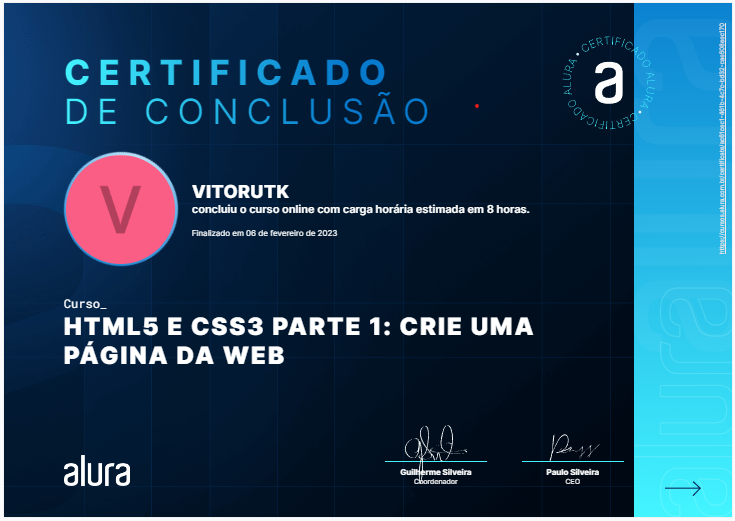 CERTIFICADO
DE CONCLUSÃO
CERTIFICADO ALURA • CERTIFICADO ALURA •
a
V
VITORUTK
concluiu o curso online com carga horária estimada em 8 horas.
Finalizado em 06 de fevereiro de 2023
Curso_
HTML5 E CSS3 PARTE 1: CRIE UMA
PÁGINA DA WEB
alura
Guilherme Silveira
Coordenador
Paulo Silveira
CEO
alura